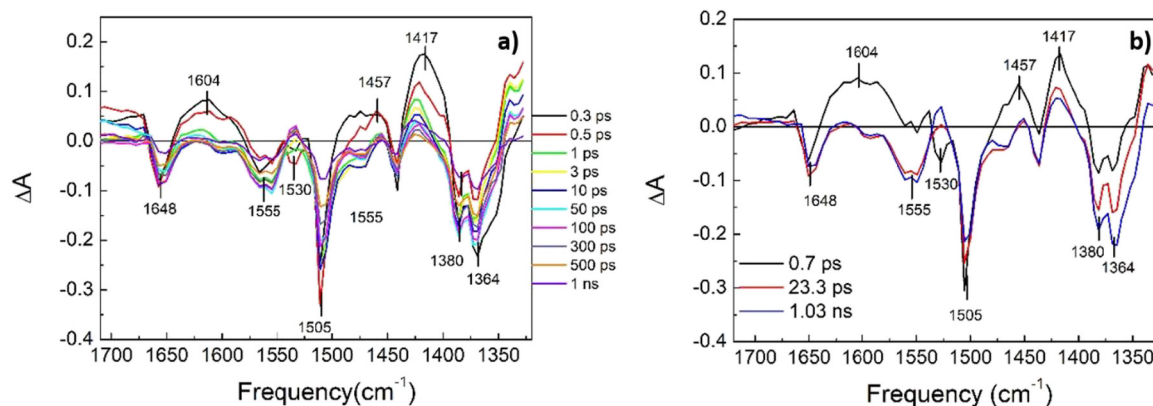 a)
0.2
0.1
0.0
-0.1
-0.2
-0.3
-0.4
ΔA
1604
1417
1457
1648
1555
1530
1555
1380
1364
1505
0.3 ps
0.5 ps
1 ps
3 ps
10 ps
50 ps
100 ps
300 ps
500 ps
1 ns
1700 1650 1600 1550 1500 1450 1400 1350
Frequency(cm⁻¹)
b)
0.2
0.1
0.0
-0.1
-0.2
-0.3
-0.4
ΔA
1604
1457
1417
1648
1555
1530
1380
1364
1505
0.7 ps
23.3 ps
1.03 ns
1700 1650 1600 1550 1500 1450 1400 1350
Frequency (cm⁻¹)